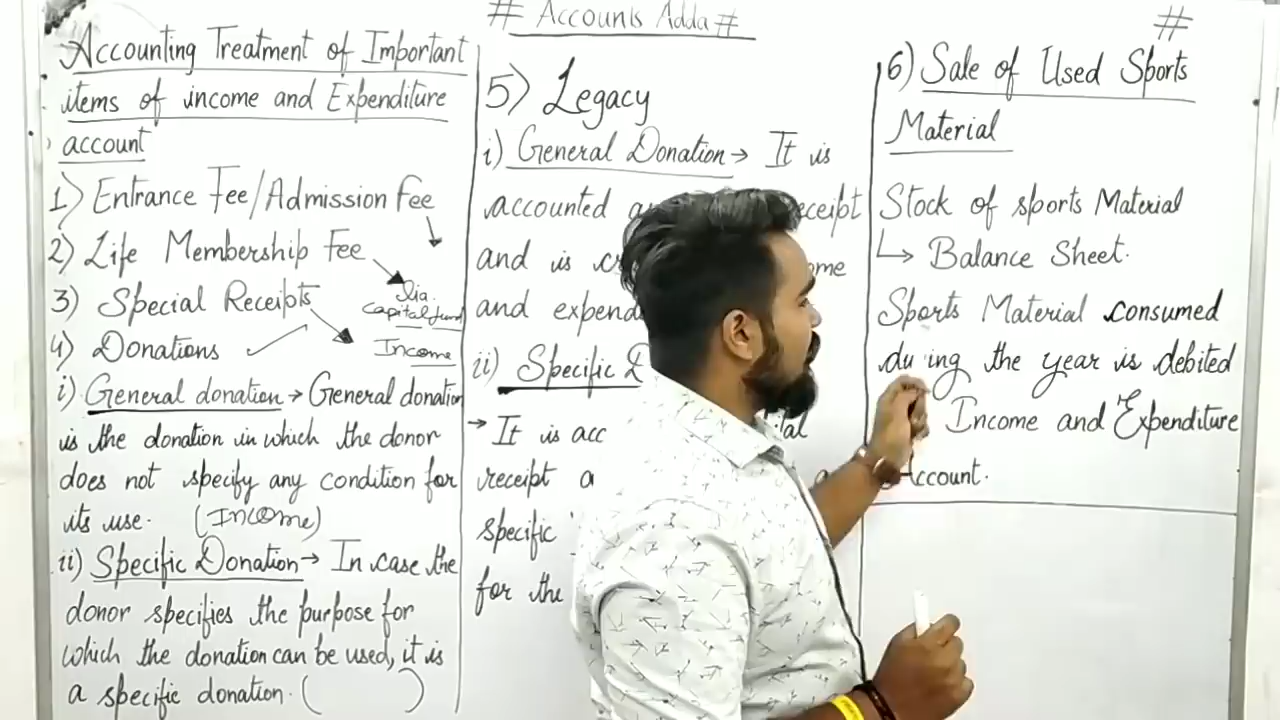 # Accounts Adda #
#
Accounting Treatment of Important
items of income and Expenditure
account
1) Entrance Fee/Admission Fee
2) Life Membership Fee
3) Special Receipts
lia.
Capital fund
4) Donations
Income
i) General donation → General donation
is the donation in which the donor
does not specify any condition for
its use. (Income)
ii) Specific Donation → In case the
donor specifies the purpose for
which the donation can be used, it is
a specific donation. ( )
5) Legacy
i) General Donation → It is
accounted
and is
and expend
ii) Specific D
→ It is acc
receipt a
specific
for the
6) Sale of Used Sports
Material
Stock of sports Material
↳ Balance Sheet.
Sports Material consumed
du ing the year is debited
Income and Expenditure
Account.